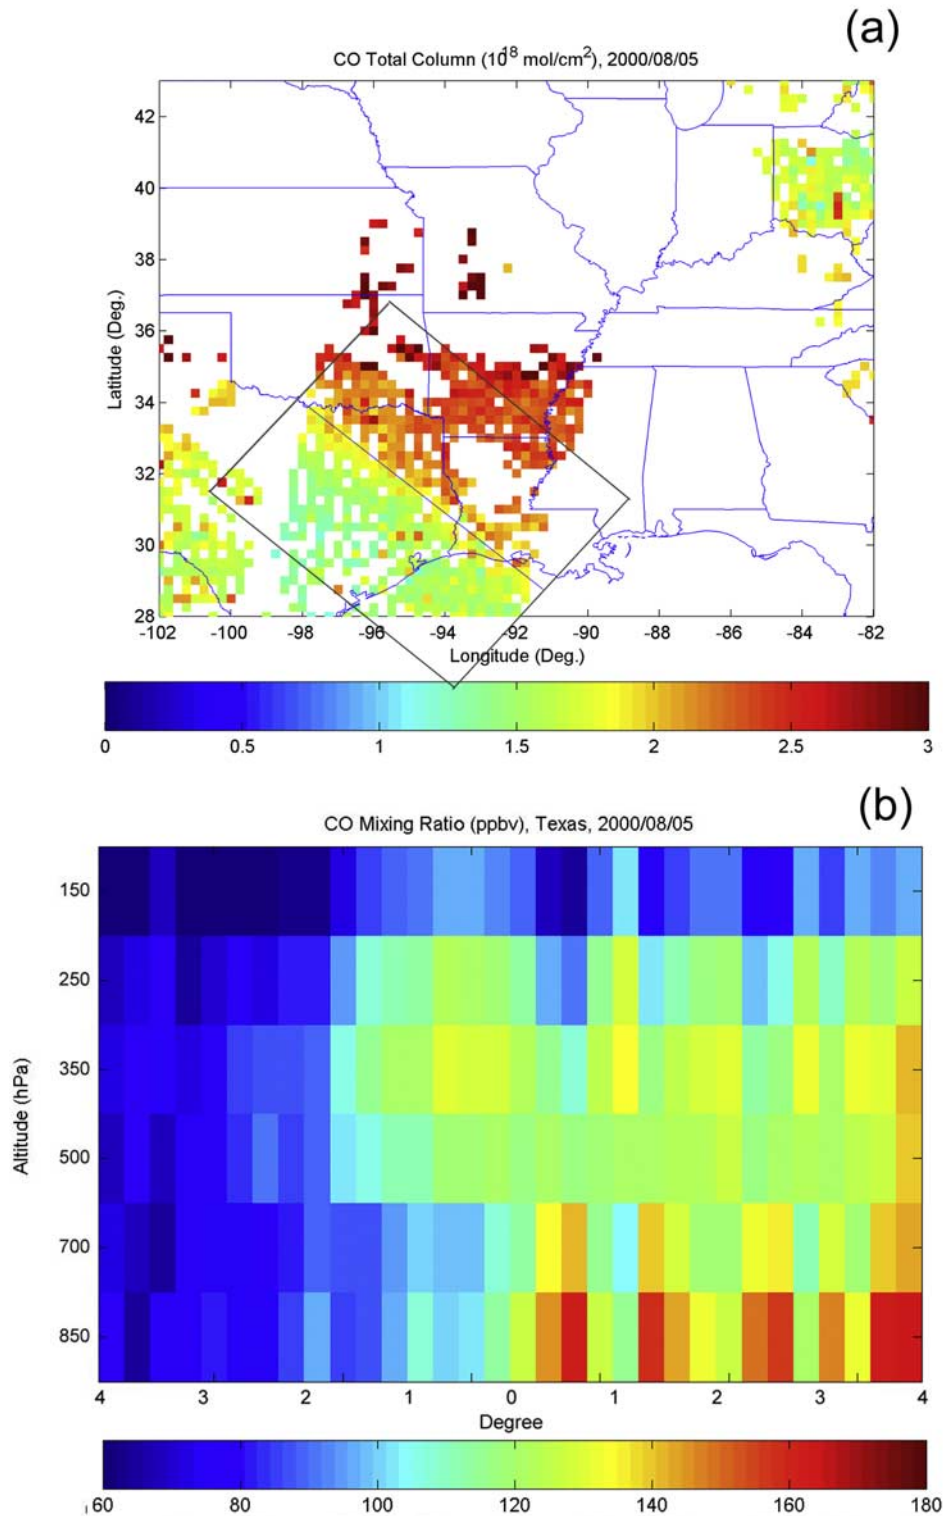 (a)
CO Total Column (10^18 mol/cm^2), 2000/08/05
42
40
38
36
34
32
30
28
Latitude (Deg.)
-102 -100 -98 -96 -94 -92 -90 -88 -86 -84 -82
Longitude (Deg.)
0 0.5 1 1.5 2 2.5 3
(b)
CO Mixing Ratio (ppbv), Texas, 2000/08/05
150
250
350
500
700
850
Altitude (hPa)
4 3 2 1 0 1 2 3 4
Degree
60 80 100 120 140 160 180